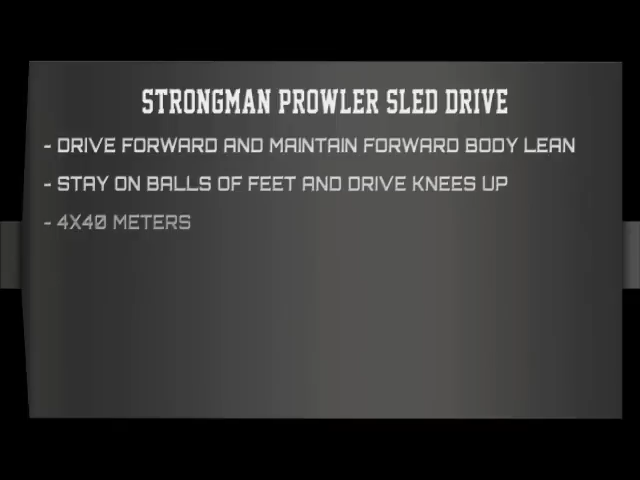 STRONGMAN PROWLER SLED DRIVE
- DRIVE FORWARD AND MAINTAIN FORWARD BODY LEAN
- STAY ON BALLS OF FEET AND DRIVE KNEES UP
- 4X40 METERS